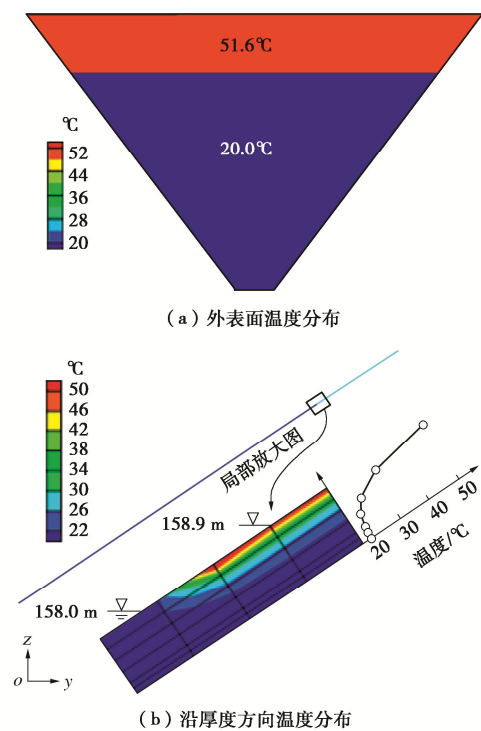 51.6℃
20.0℃
℃
52
44
36
28
20
(a)外表面温度分布
℃
50
46
42
38
34
30
26
22
局部放大图
158.9 m
158.0 m
20 30 40 50
温度/℃
z
o
y
(b)沿厚度方向温度分布